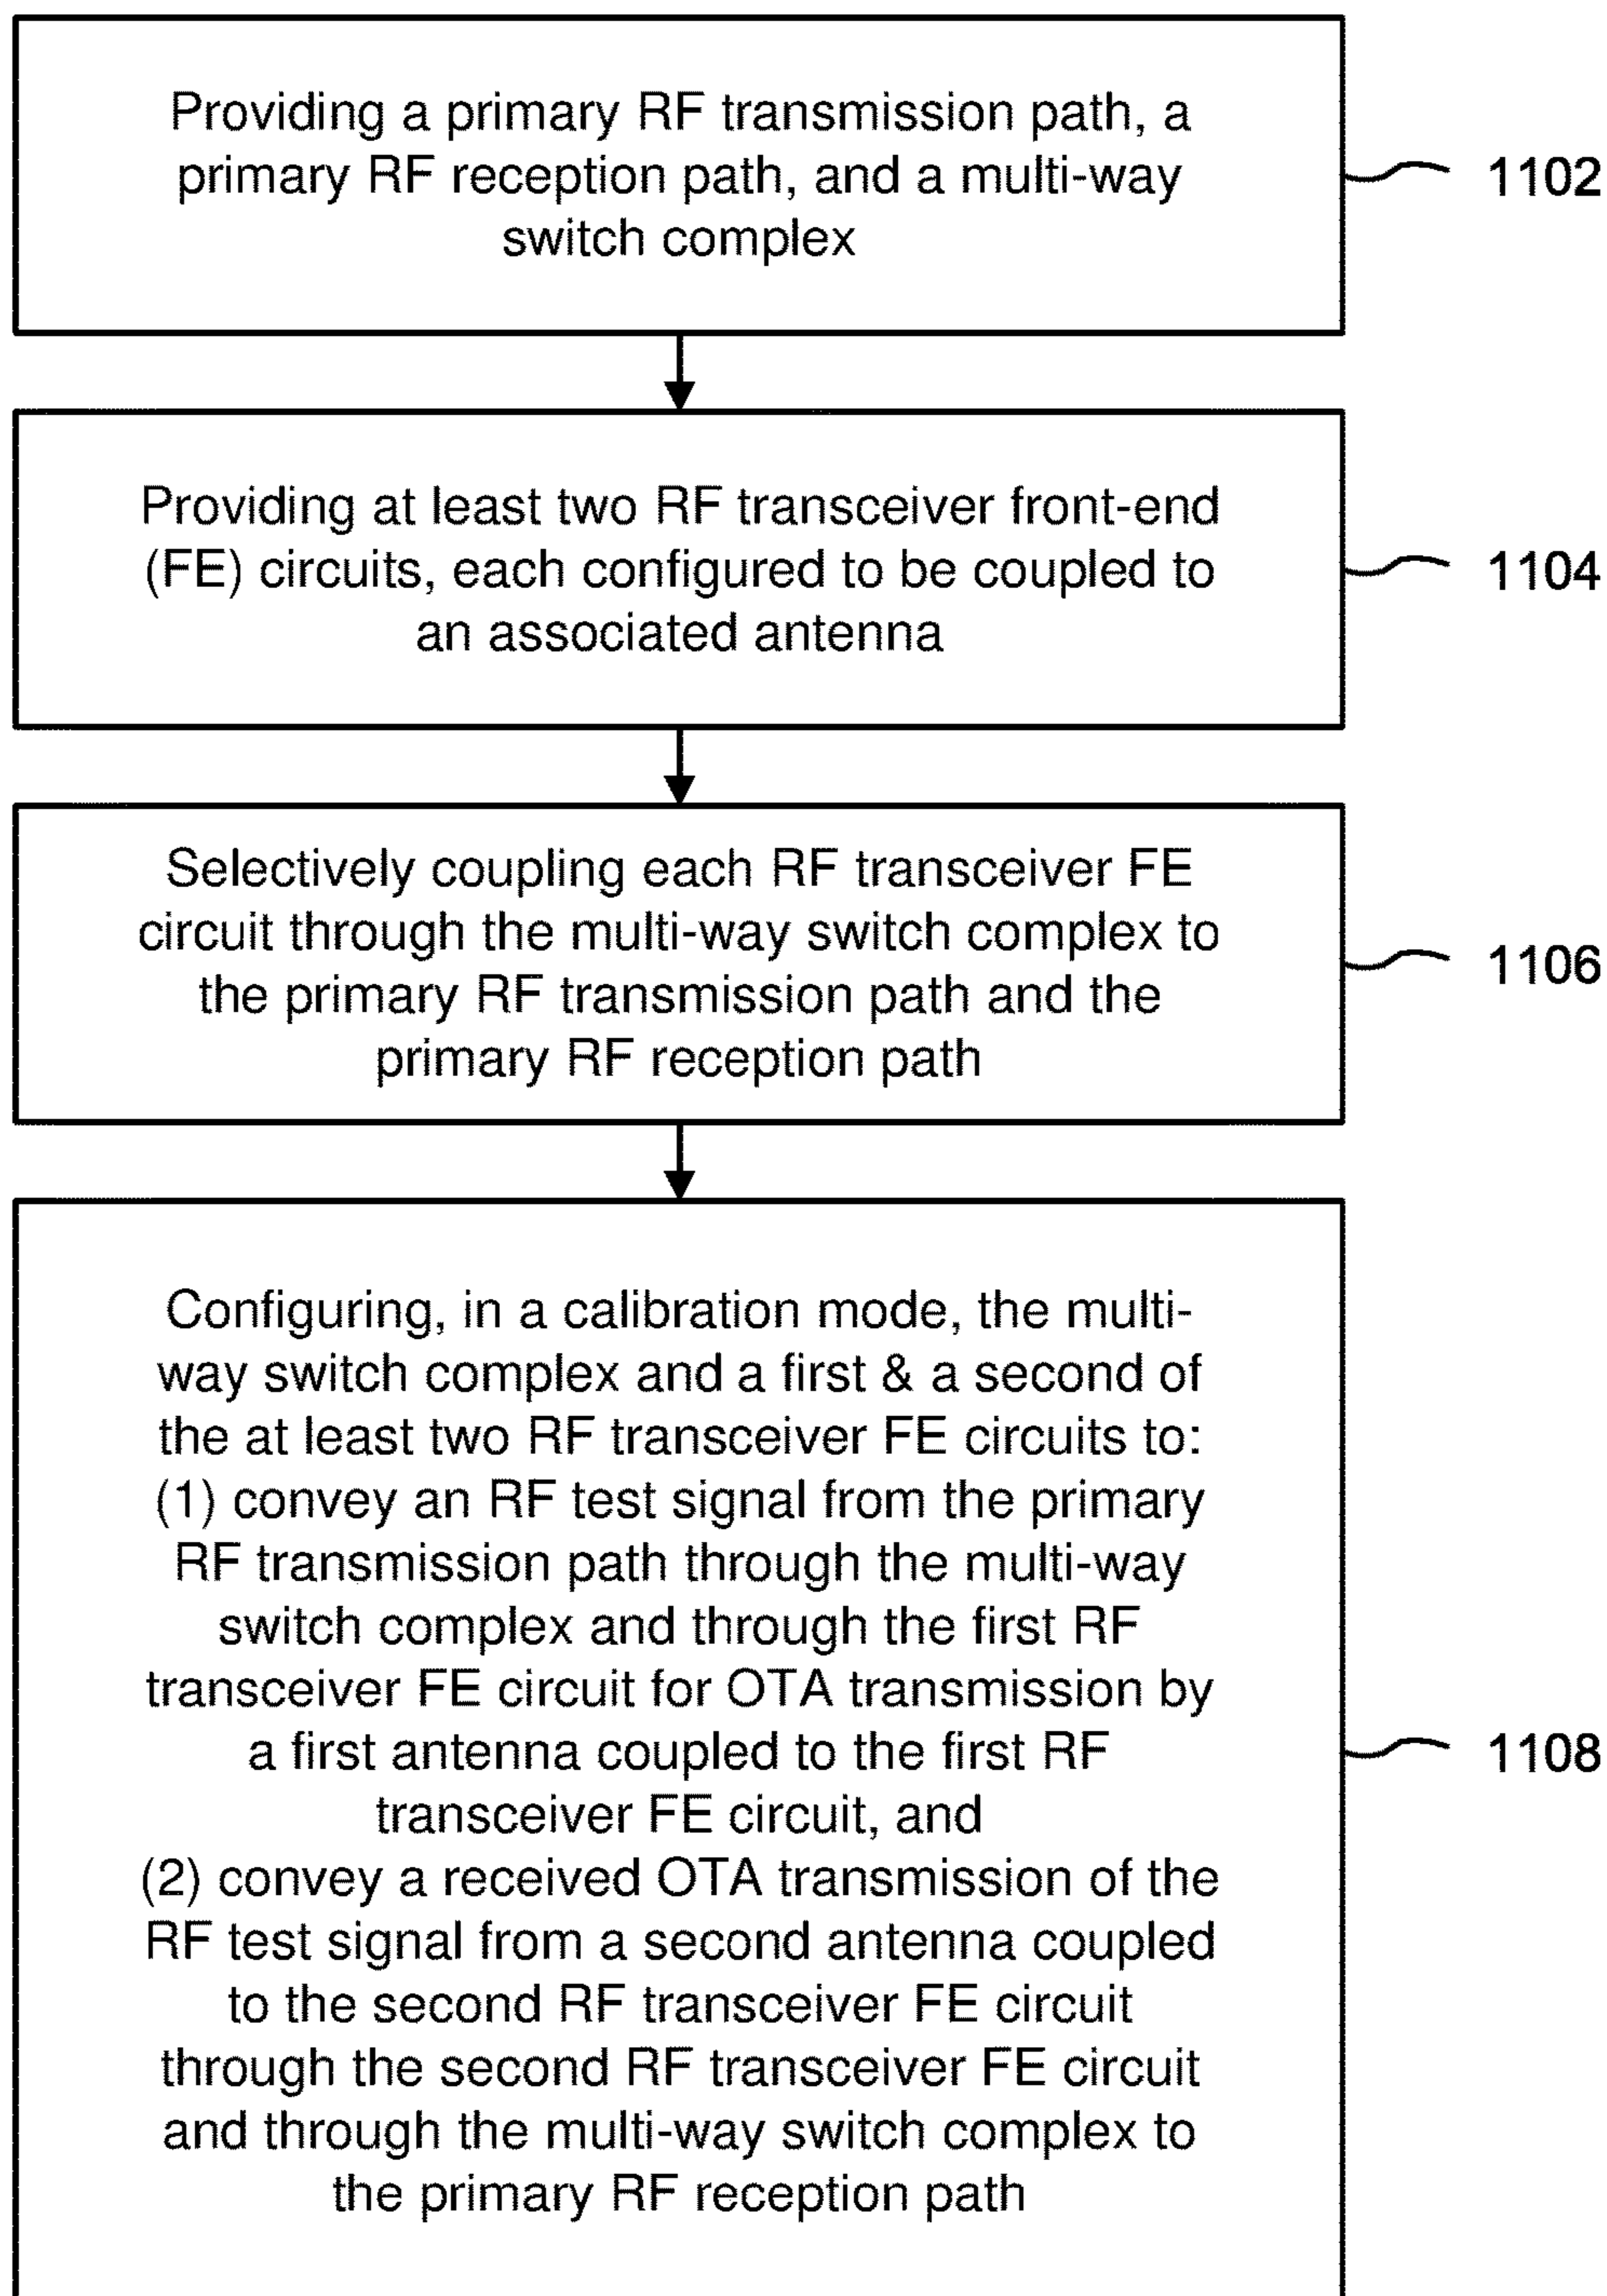 Providing a primary RF transmission path, a
primary RF reception path, and a multi-way
switch complex
1102
Providing at least two RF transceiver front-end
(FE) circuits, each configured to be coupled to
an associated antenna
1104
Selectively coupling each RF transceiver FE
circuit through the multi-way switch complex to
the primary RF transmission path and the
primary RF reception path
1106
Configuring, in a calibration mode, the multi-
way switch complex and a first & a second of
the at least two RF transceiver FE circuits to:
(1) convey an RF test signal from the primary
RF transmission path through the multi-way
switch complex and through the first RF
transceiver FE circuit for OTA transmission by
a first antenna coupled to the first RF
transceiver FE circuit, and
(2) convey a received OTA transmission of the
RF test signal from a second antenna coupled
to the second RF transceiver FE circuit
through the second RF transceiver FE circuit
and through the multi-way switch complex to
the primary RF reception path
1108